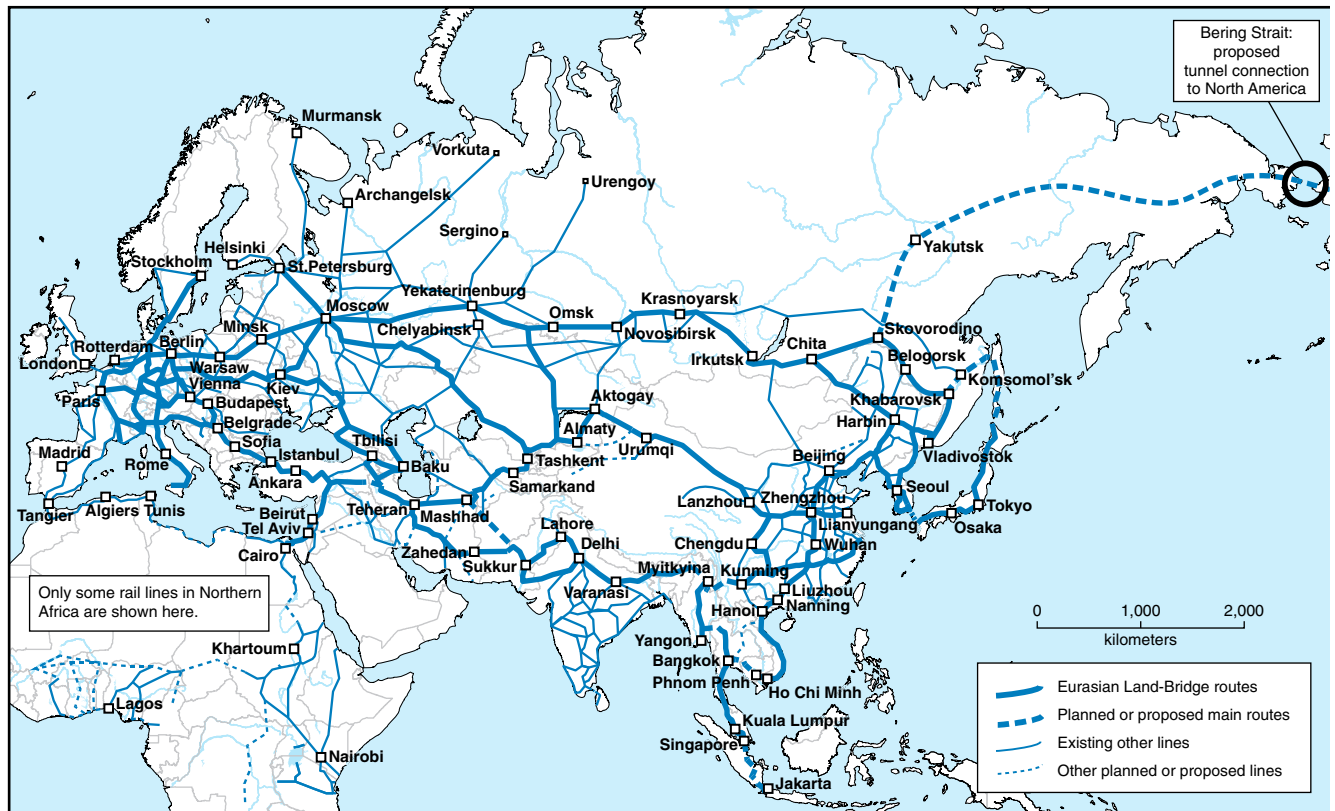 Bering Strait:
proposed
tunnel connection
to North America
Murmansk
Vorkuta
Urengoy
Archangelsk
Sergino
Yakutsk
Helsinki
Stockholm
St.Petersburg
Yekaterinenburg
Krasnoyarsk
Moscow
Omsk
Skovorodino
Minsk
Chelyabinsk
Novosibirsk
Rotterdam
Berlin
Chita
Belogorsk
London
Warsaw
Irkutsk
Komsomol'sk
Vienna
Kiev
Paris
Budapest
Aktogay
Khabarovsk
Belgrade
Harbin
Almaty
Sofia
Tbilisi
Urumqi
Vladivostok
Madrid
Istanbul
Beijing
Rome
Baku
Tashkent
Ankara
Samarkand
Seoul
Lanzhou
Zhengzhou
Tangier
Algiers
Tunis
Beirut
Teheran
Mashhad
Tokyo
Tel Aviv
Lianyungang
Osaka
Lahore
Cairo
Zahedan
Delhi
Chengdu
Wuhan
Sukkur
Myitkyina
Kunming
Varanasi
Liuzhou
Nanning
Only some rail lines in Northern
Africa are shown here.
Hanoi
0 1,000 2,000
kilometers
Khartoum
Yangon
Bangkok
Phnom Penh
Ho Chi Minh
Lagos
Kuala Lumpur
Singapore
Nairobi
Jakarta
Eurasian Land-Bridge routes
Planned or proposed main routes
Existing other lines
Other planned or proposed lines